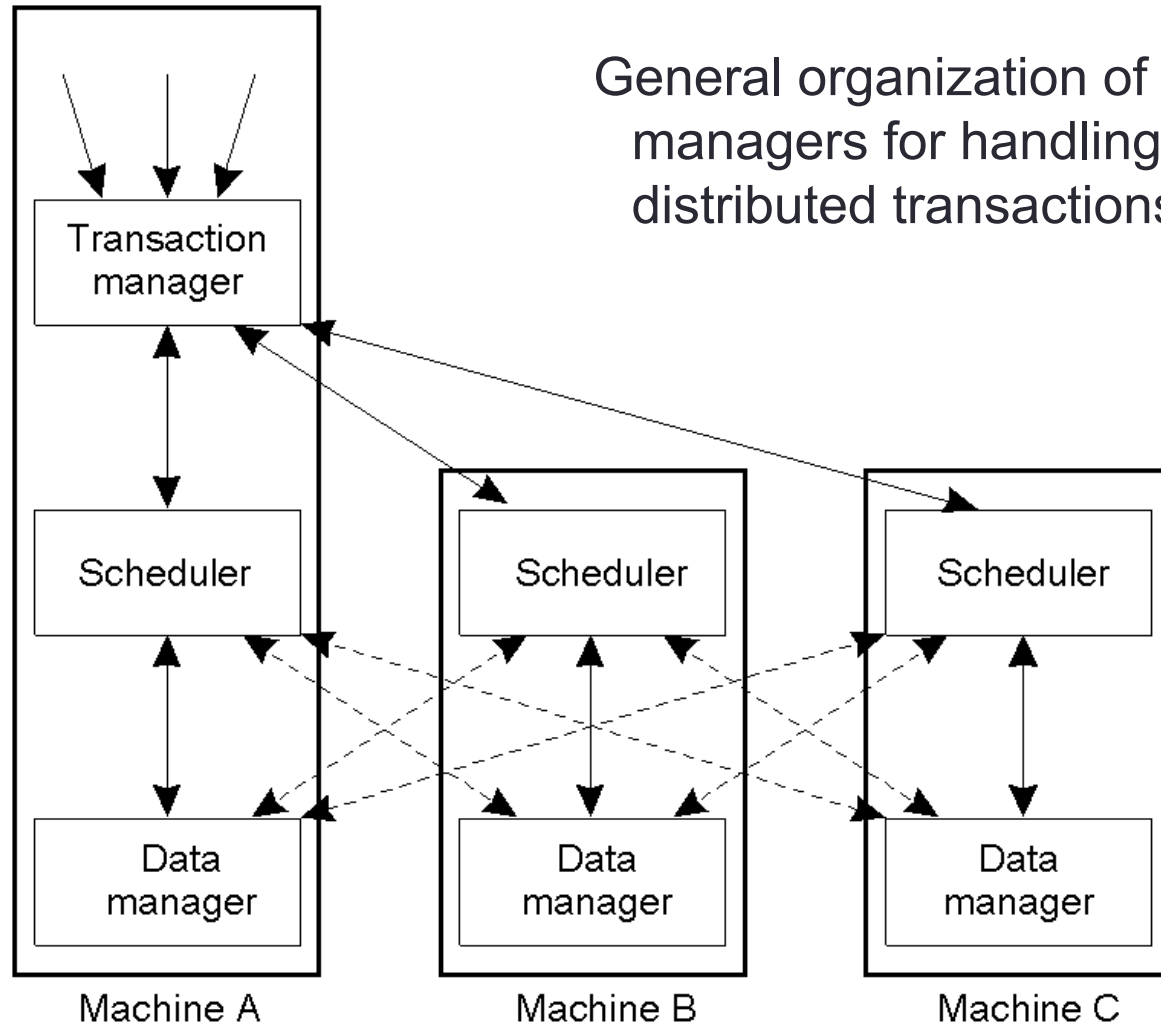 General organization of
managers for handling
distributed transactions
Transaction
manager
Scheduler
Scheduler
Scheduler
Data
manager
Data
manager
Data
manager
Machine A
Machine B
Machine C